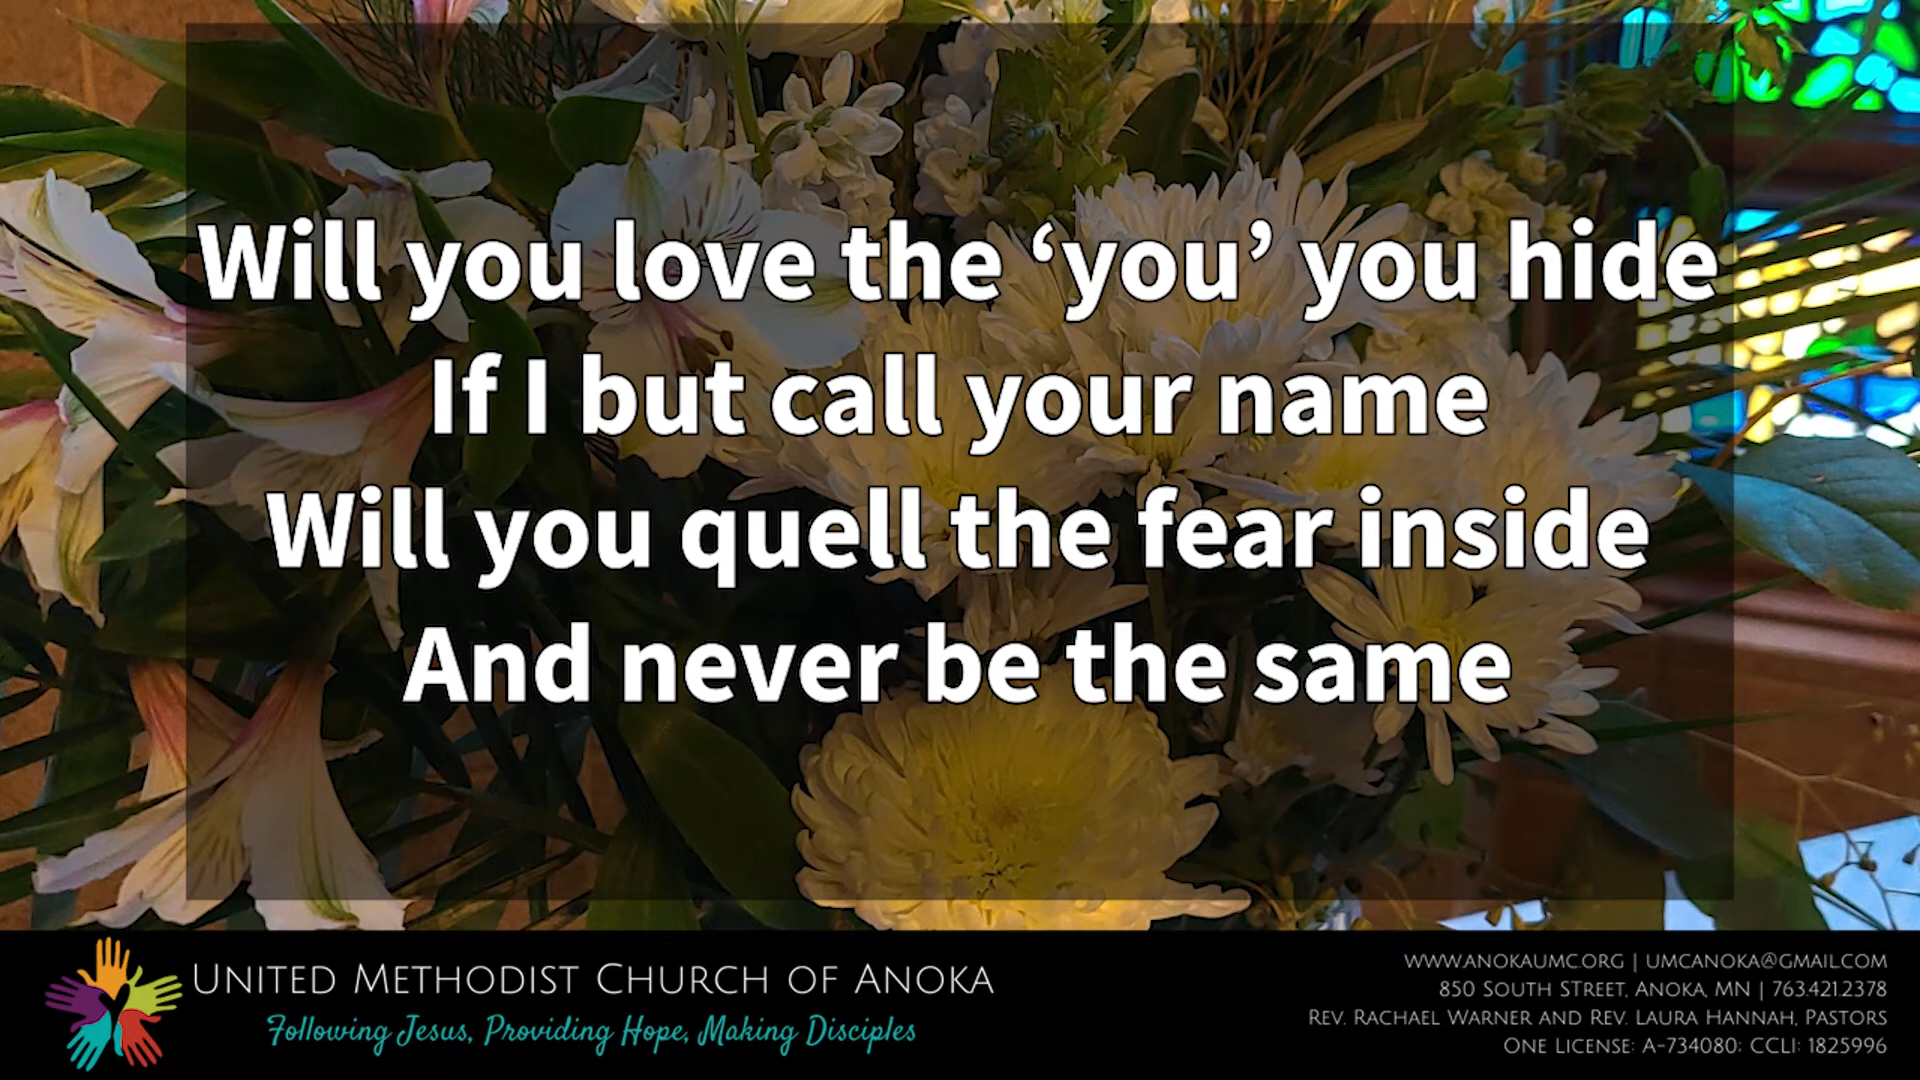 Will you love the ‘you’ you hide
If I but call your name
Will you quell the fear inside
And never be the same
United Methodist Church of Anoka
Following Jesus, Providing Hope, Making Disciples
www.anokaumc.org | umcanoka@gmail.com
850 South Street, Anoka, MN | 763.421.2378
Rev. Rachael Warner and Rev. Laura Hannah, Pastors
One License: A-734080; CCLI: 1825996